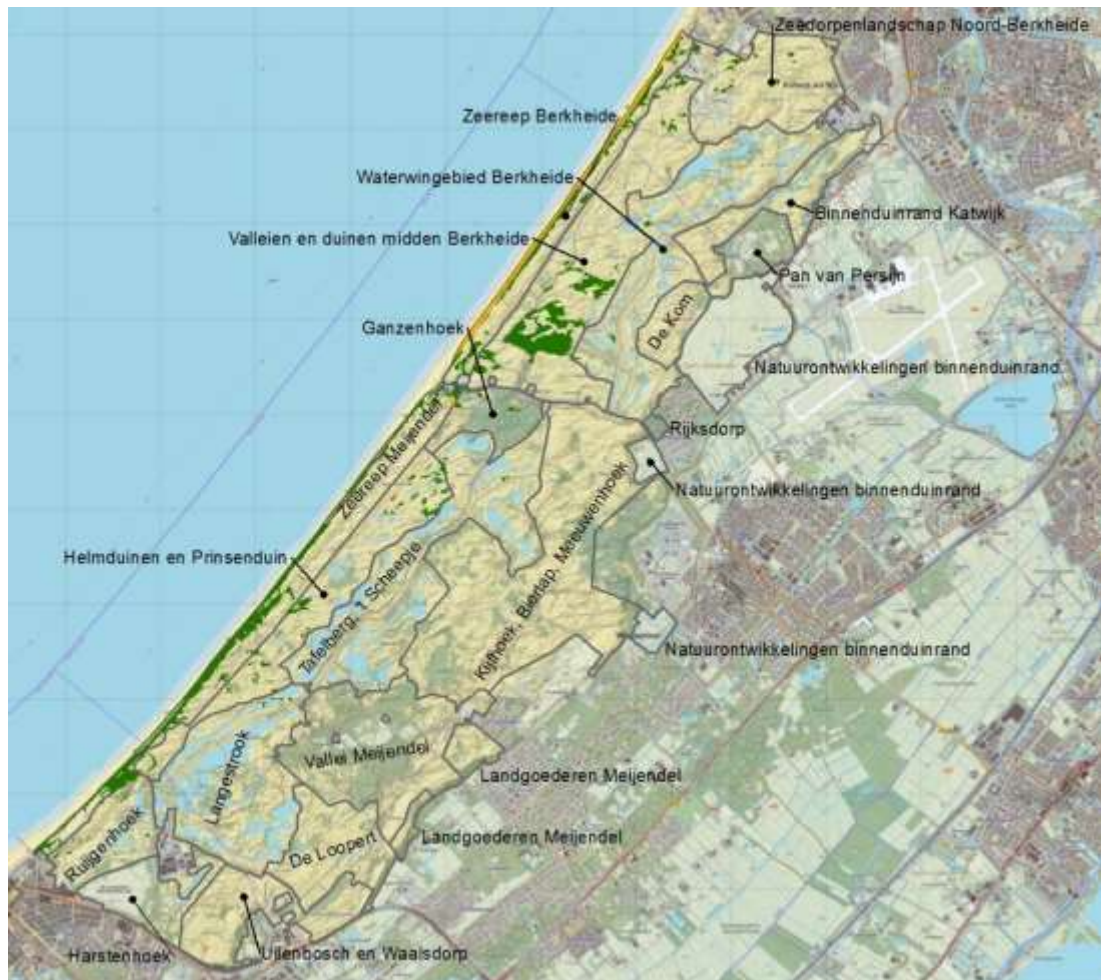 Zeedorpenlandschap Noord-Berkheide
Zeereep Berkheide
Waterwingebied Berkheide
Binnenduinrand Katwijk
Valleien en duinen midden Berkheide
Pan van Persijn
De Kom
Ganzenhoek
Natuurontwikkelingen binnenduinrand
Zeereep Meijendel
Rijksdorp
Natuurontwikkelingen binnenduinrand
Helmduinen en Prinsenduin
Tafelberg, 't Scheepje
Kijfhoek, Bierlap, Meeuwenhoek
Natuurontwikkelingen binnenduinrand
Vallei Meijendel
Langestrook
Landgoederen Meijendel
Ruijgenhoek
De Loopert
Landgoederen Meijendel
Harstenhoek
Uilenbosch en Waalsdorp